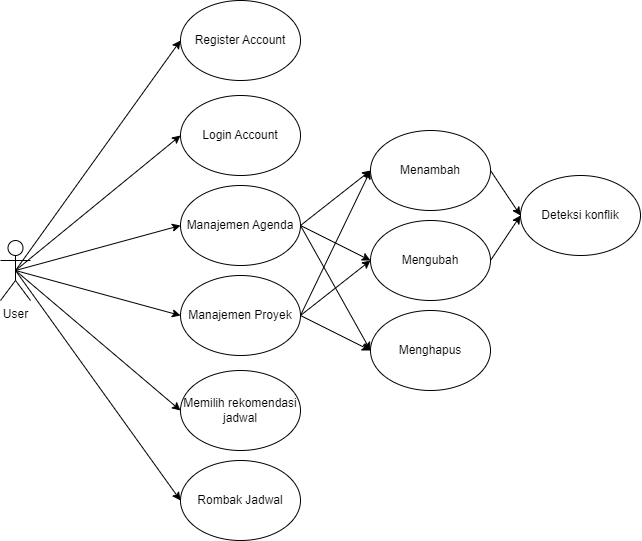 Register Account
Login Account
Manajemen Agenda
Manajemen Proyek
Memilih rekomendasi
jadwal
Rombak Jadwal
User
Menambah
Mengubah
Menghapus
Deteksi konflik